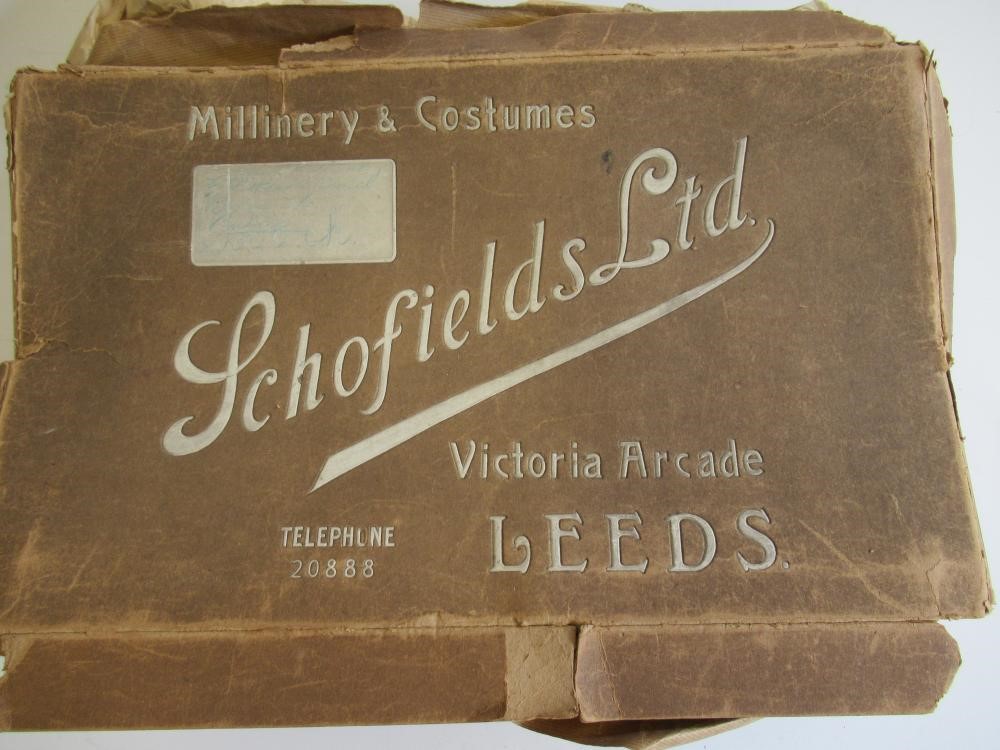 Millinery & Costumes
Schofields Ltd.
Victoria Arcade
LEEDS.
TELEPHONE
20888